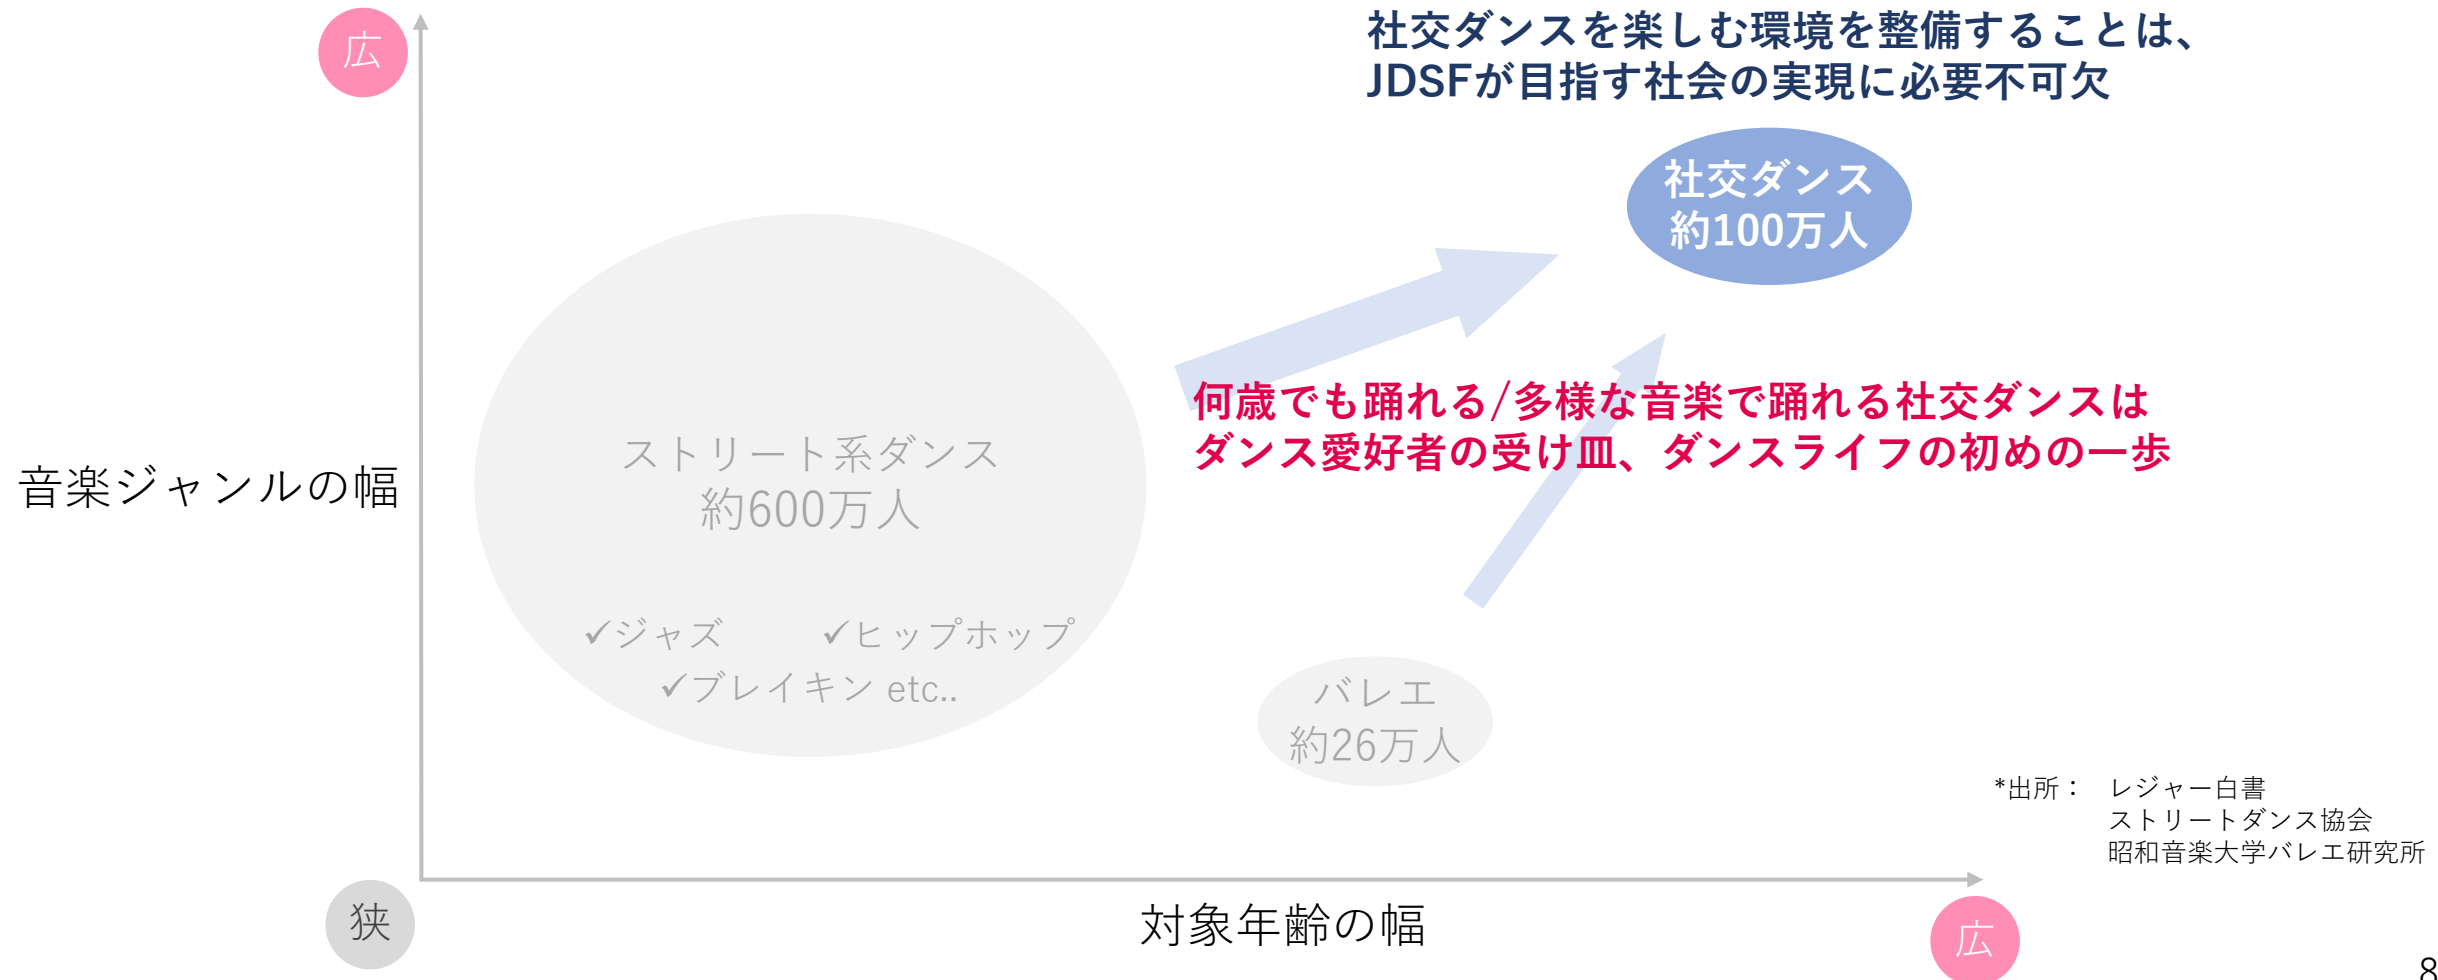 広
社交ダンスを楽しむ環境を整備することは、
JDSFが目指す社会の実現に必要不可欠
社交ダンス
約100万人
何歳でも踊れる/多様な音楽で踊れる社交ダンスは
ダンス愛好者の受け皿、ダンスライフの初めの一歩
音楽ジャンルの幅
ストリート系ダンス
約600万人
✓ジャズ ✓ヒップホップ
✓ブレイキン etc..
バレエ
約26万人
*出所： レジャー白書
ストリートダンス協会
昭和音楽大学バレエ研究所
狭
対象年齢の幅
広
8